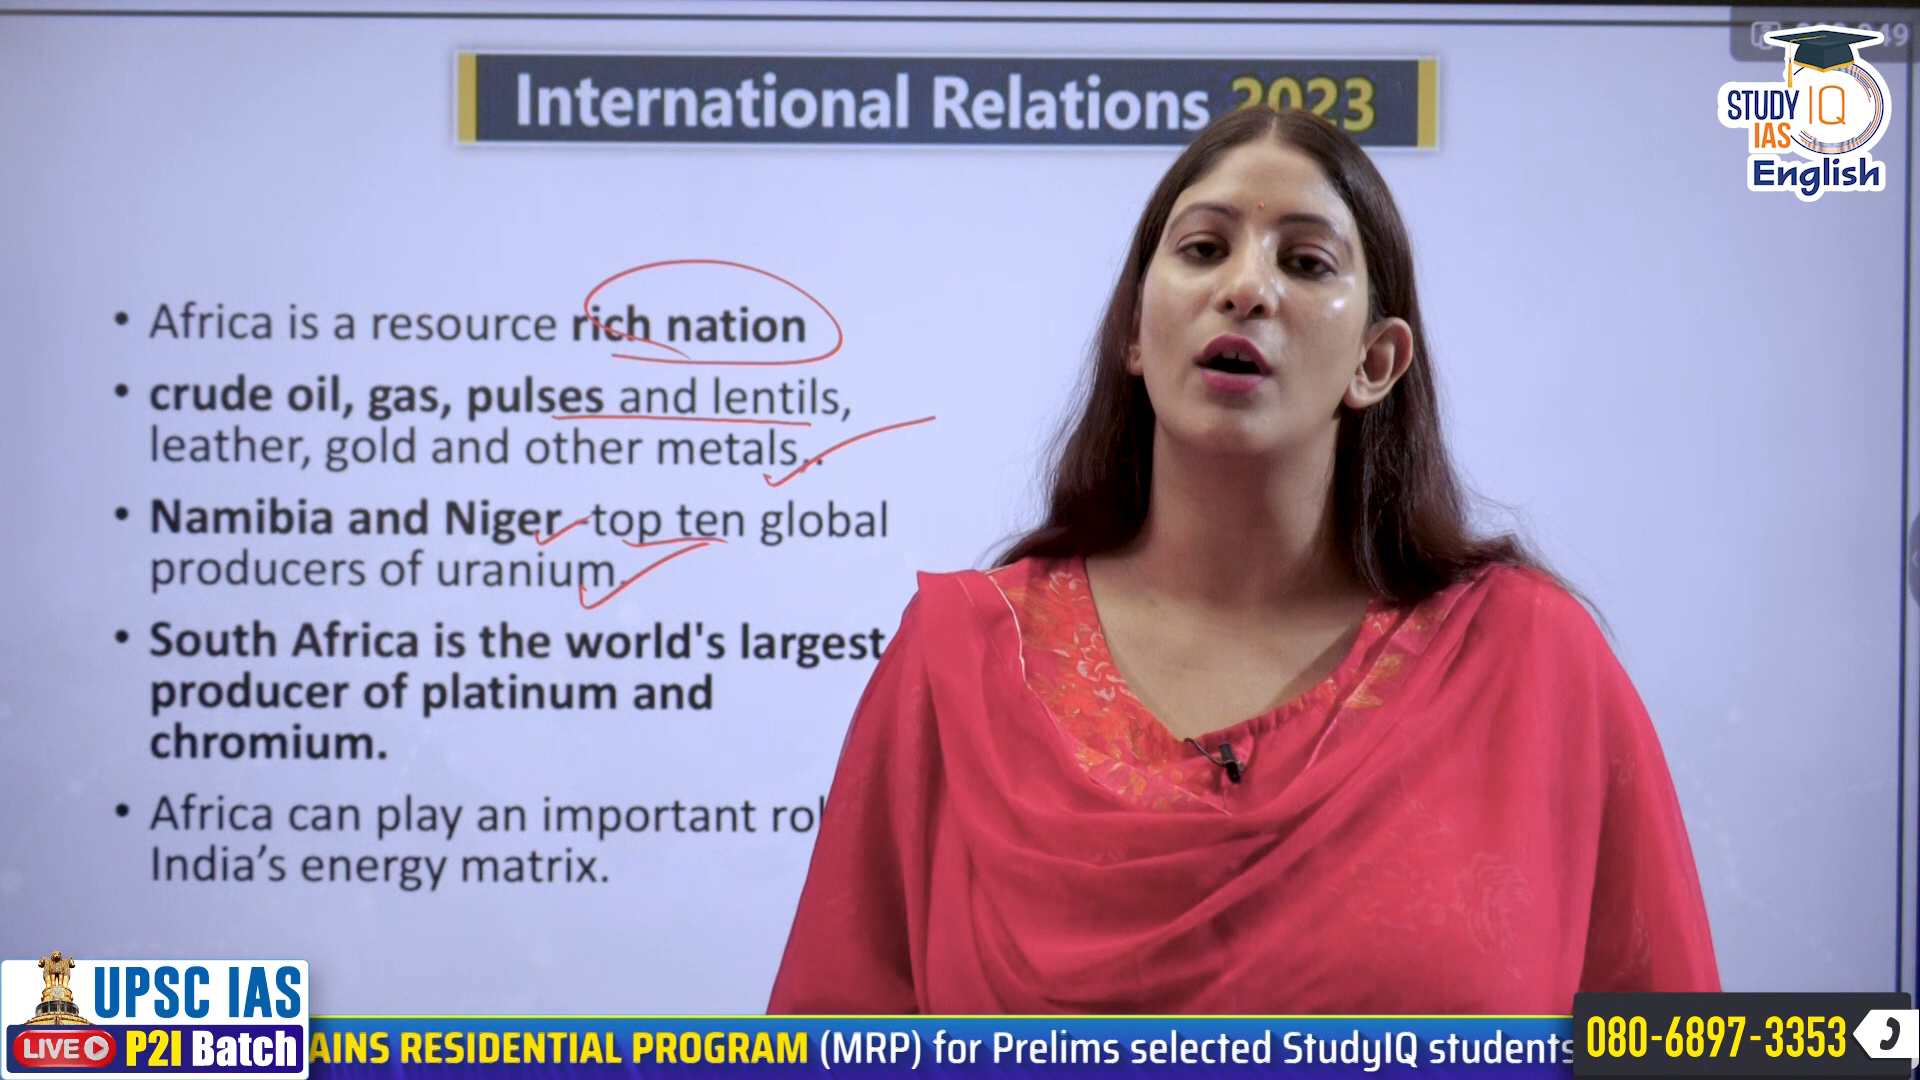 International Relations 2023
STUDY IQ
IAS
English
• Africa is a resource rich nation
• crude oil, gas, pulses and lentils,
leather, gold and other metals..
• Namibia and Niger -top ten global
producers of uranium.
• South Africa is the world's largest
producer of platinum and
chromium.
• Africa can play an important rol
India’s energy matrix.
UPSC IAS
LIVE P2I Batch
AINS RESIDENTIAL PROGRAM (MRP) for Prelims selected StudyIQ students
080-6897-3353